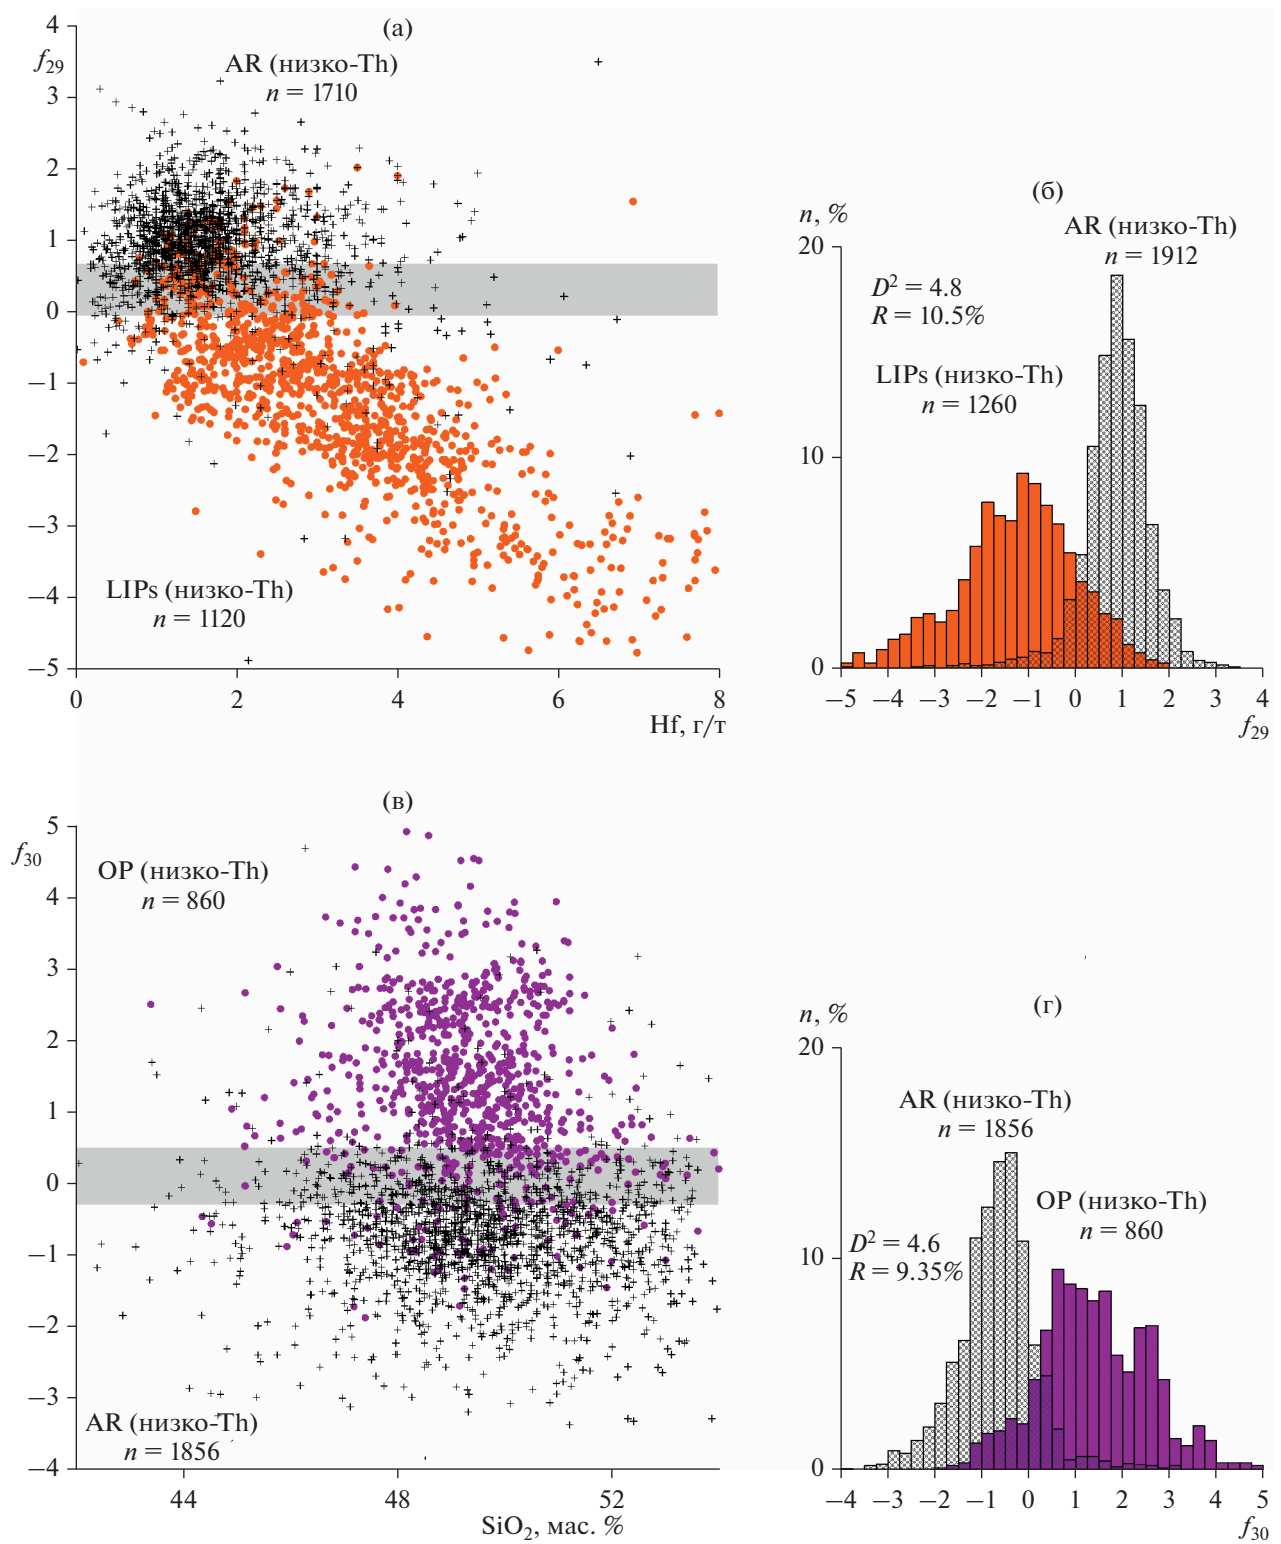 (а)
4
f29
AR (низко-Th)
n = 1710
3
2
1
0
−1
−2
−3
−4
−5
LIPs (низко-Th)
n = 1120
0 2 4 6 8
Hf, г/т
(б)
n, %
AR (низко-Th)
n = 1912
20
D² = 4.8
R = 10.5%
LIPs (низко-Th)
n = 1260
10
0
−5 −4 −3 −2 −1 0 1 2 3 4
f29
(в)
5
f30
OP (низко-Th)
n = 860
4
3
2
1
0
−1
−2
−3
−4
AR (низко-Th)
n = 1856
44 48 52
SiO₂, мас. %
(г)
n, %
20
AR (низко-Th)
n = 1856
OP (низко-Th)
n = 860
D² = 4.6
R = 9.35%
10
0
−4 −3 −2 −1 0 1 2 3 4 5
f30